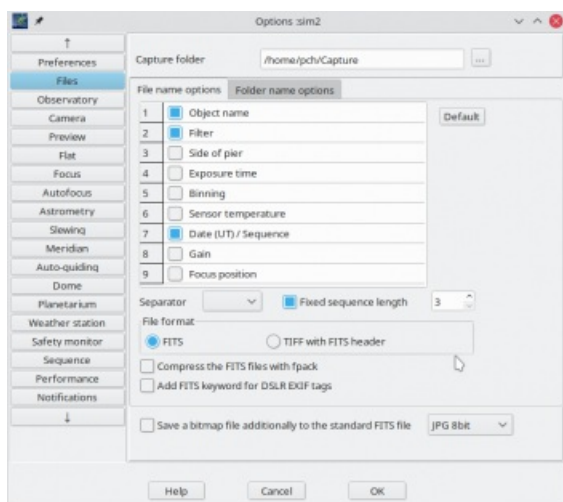 Options :sim2
↑
Preferences
Files
Observatory
Camera
Preview
Flat
Focus
Autofocus
Astrometry
Slewing
Meridian
Auto-guiding
Dome
Planetarium
Weather station
Safety monitor
Sequence
Performance
Notifications
↓
Capture folder /home/pch/Capture ...
File name options Folder name options
1 Object name
2 Filter
3 Side of pier
4 Exposure time
5 Binning
6 Sensor temperature
7 Date (UT) / Sequence
8 Gain
9 Focus position
Default
Separator Fixed sequence length 3
File format
FITS TIFF with FITS header
Compress the FITS files with fpack
Add FITS keyword for DSLR EXIF tags
Save a bitmap file additionally to the standard FITS file JPG 8bit
Help Cancel OK